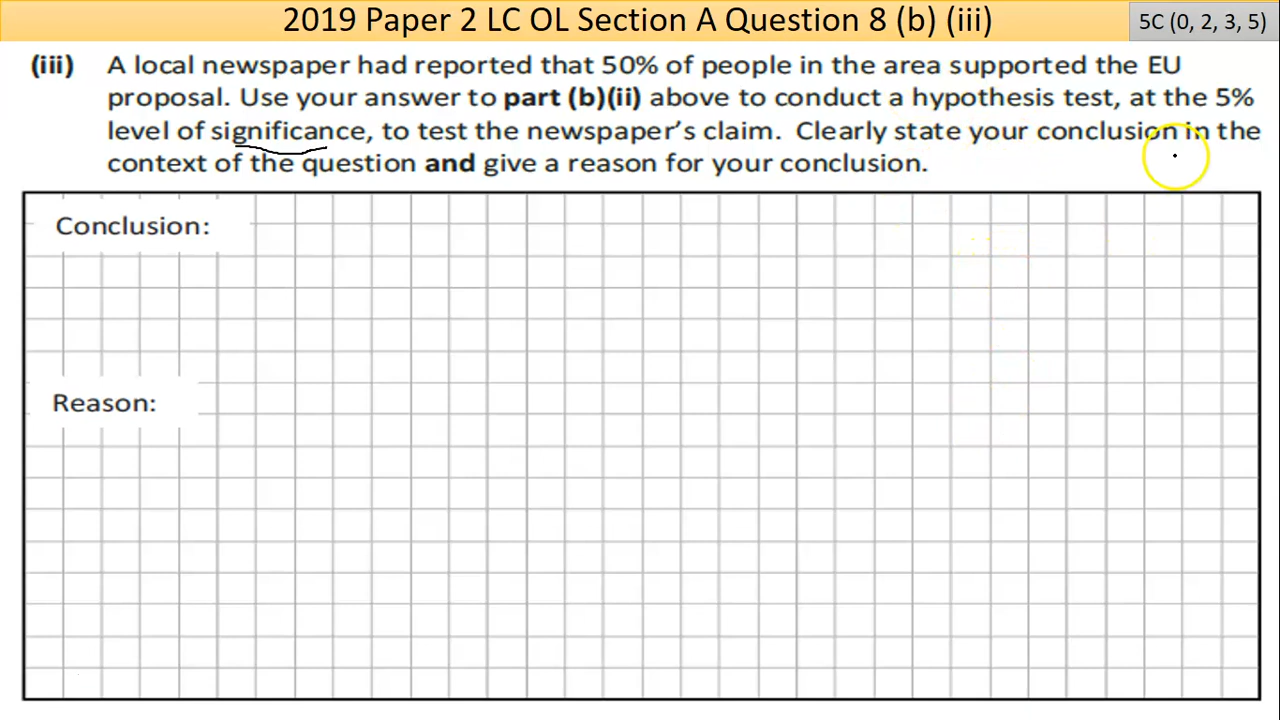 2019 Paper 2 LC OL Section A Question 8 (b) (iii)
5C (0, 2, 3, 5)
(iii) A local newspaper had reported that 50% of people in the area supported the EU
proposal. Use your answer to part (b)(ii) above to conduct a hypothesis test, at the 5%
level of significance, to test the newspaper’s claim. Clearly state your conclusion in the
context of the question and give a reason for your conclusion.
Conclusion:
Reason: